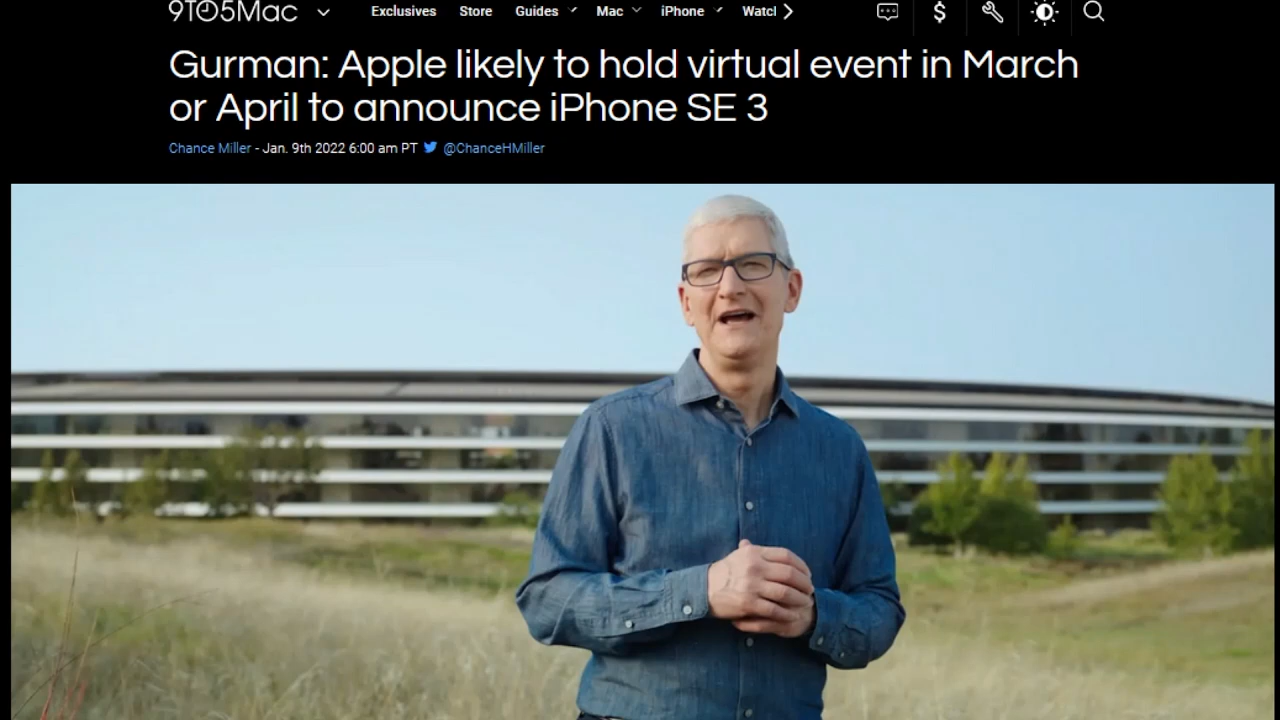 9TO5Mac
Exclusives Store Guides Mac iPhone Watcl
Gurman: Apple likely to hold virtual event in March
or April to announce iPhone SE 3
Chance Miller - Jan. 9th 2022 6:00 am PT @ChanceHMiller